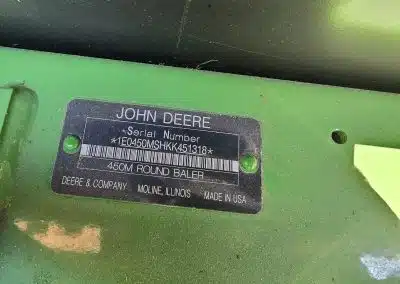 JOHN DEERE
Serial Number
*1E0450MSHKK451318*
450M ROUND BALER
DEERE & COMPANY MOLINE, ILLINOIS MADE IN USA